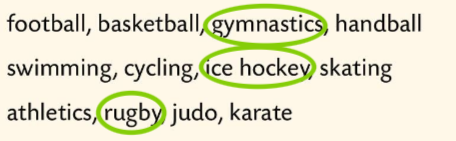 football, basketball, gymnastics, handball
swimming, cycling, ice hockey, skating
athletics, rugby, judo, karate